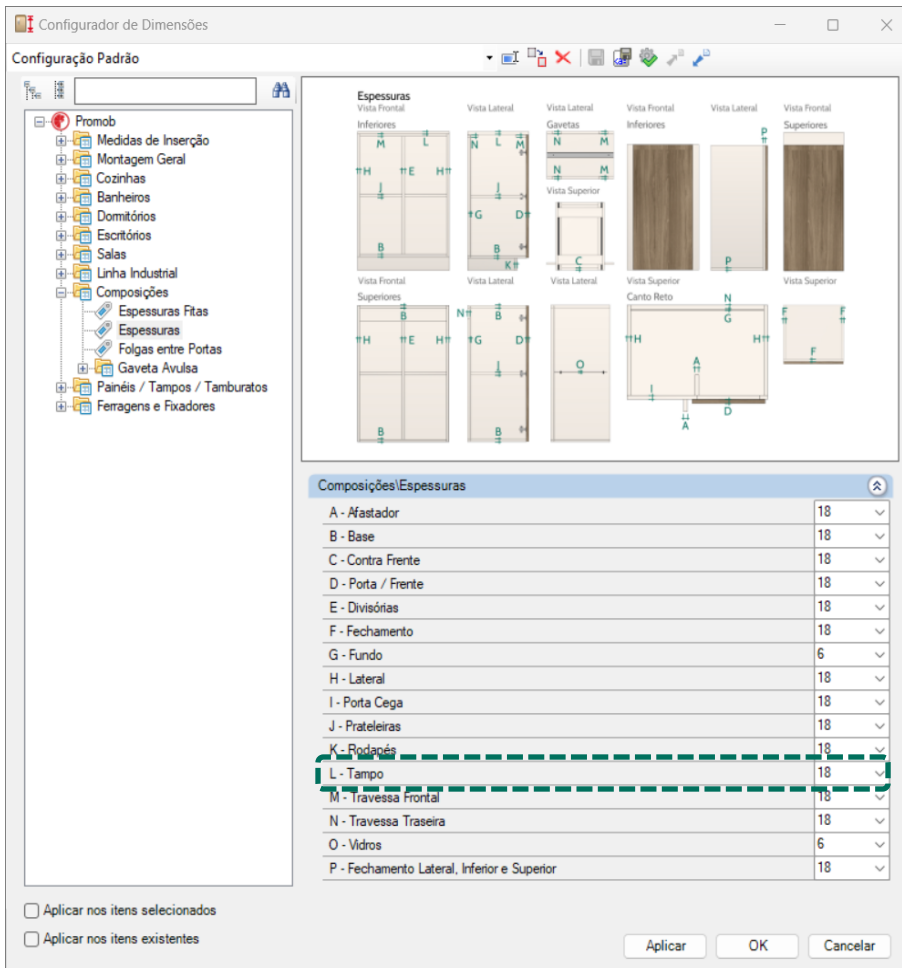 Configurador de Dimensões
Configuração Padrão
Promob
Medidas de Inserção
Montagem Geral
Cozinhas
Banheiros
Dormitórios
Escritórios
Salas
Linha Industrial
Composições
Espessuras Fitas
Espessuras
Folgas entre Portas
Gaveta Avulsa
Painéis / Tampos / Tamburatos
Ferragens e Fixadores
Espessuras
Vista Frontal Vista Lateral Vista Lateral Vista Frontal Vista Lateral Vista Frontal
Inferiores Gavetas Inferiores Superiores
M L N L M N M P
H E H N M
J J Vista Superior
G D
B B
K C P
Vista Frontal Vista Lateral Vista Lateral Vista Superior Vista Superior
Superiores Canto Reto N
B N B G F F
H E H G D H H
J O A F
I
D
B B A
Composições\Espessuras
A - Afastador 18
B - Base 18
C - Contra Frente 18
D - Porta / Frente 18
E - Divisórias 18
F - Fechamento 18
G - Fundo 6
H - Lateral 18
I - Porta Cega 18
J - Prateleiras 18
K - Rodapés 18
L - Tampo 18
M - Travessa Frontal 18
N - Travessa Traseira 18
O - Vidros 6
P - Fechamento Lateral, Inferior e Superior 18
Aplicar nos itens selecionados
Aplicar nos itens existentes
Aplicar OK Cancelar